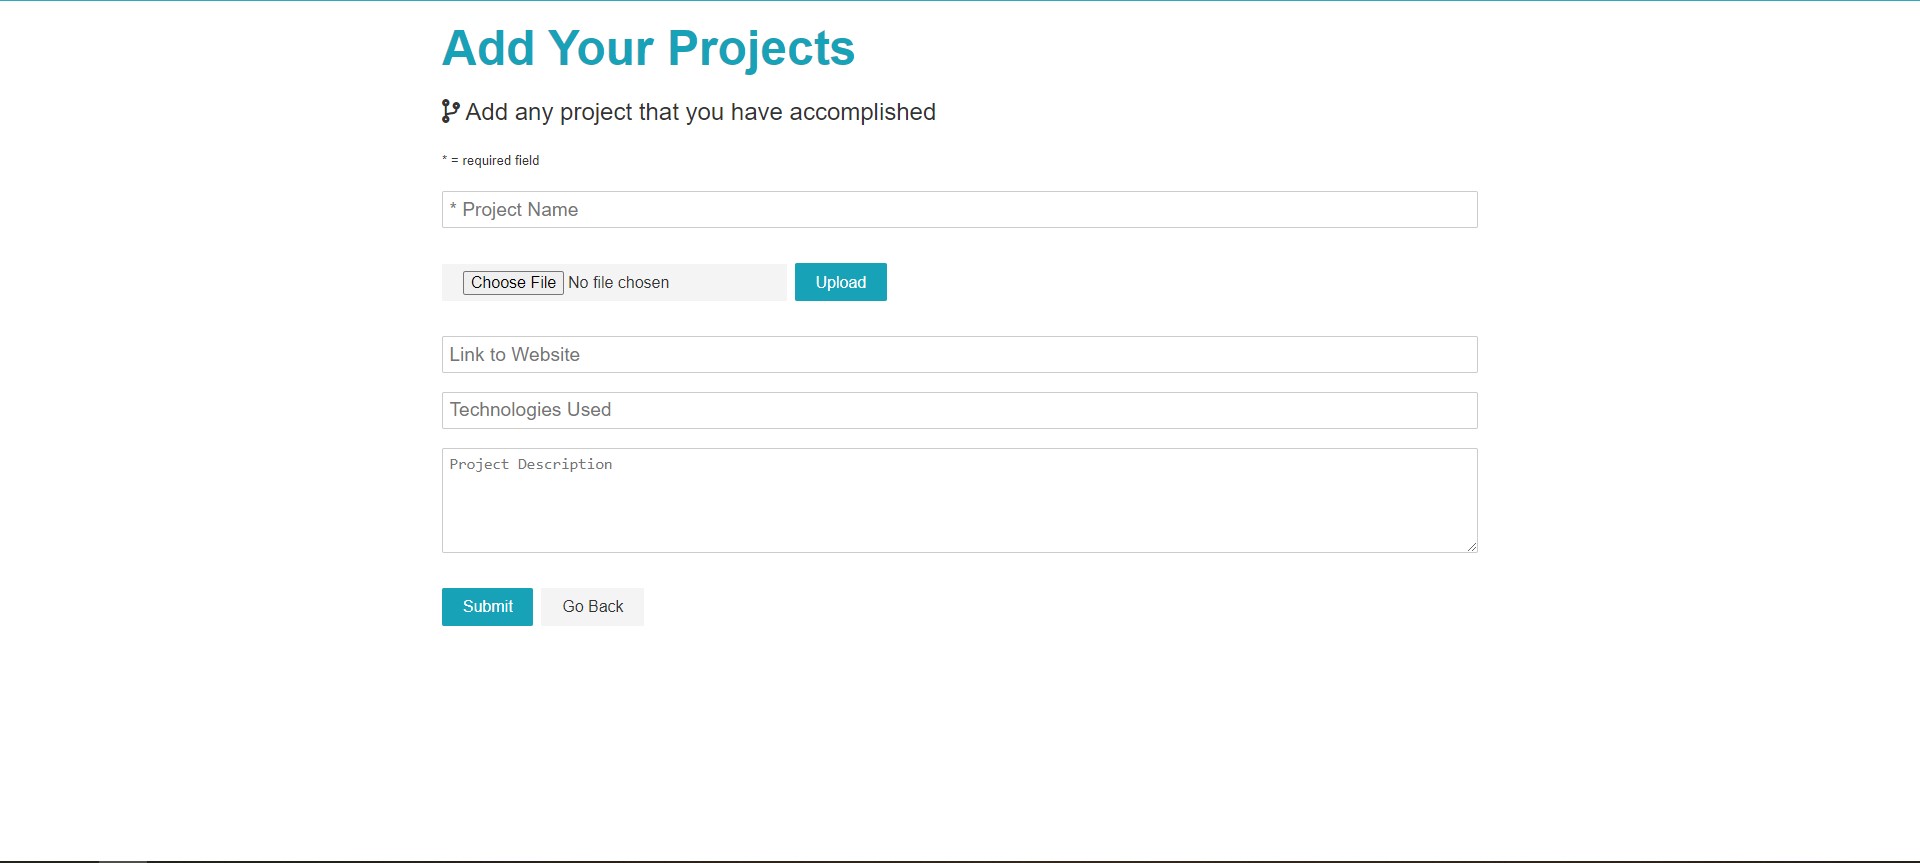 Add Your Projects
Add any project that you have accomplished
* = required field
* Project Name
Choose File No file chosen Upload
Link to Website
Technologies Used
Project Description
Submit Go Back